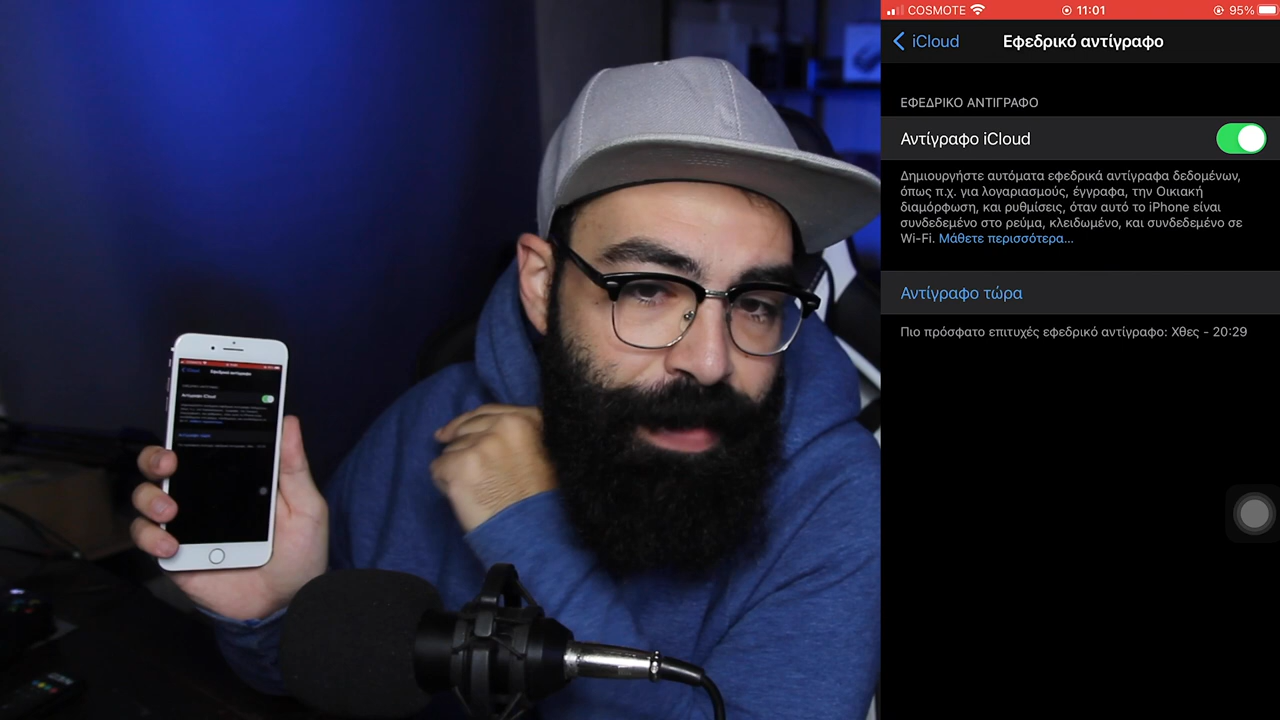 COSMOTE 11:01 95%
iCloud Εφεδρικό αντίγραφο
ΕΦΕΔΡΙΚΟ ΑΝΤΙΓΡΑΦΟ
Αντίγραφο iCloud
Δημιουργήστε αυτόματα εφεδρικά αντίγραφα δεδομένων,
όπως π.χ. για λογαριασμούς, έγγραφα, την Οικιακή
διαμόρφωση, και ρυθμίσεις, όταν αυτό το iPhone είναι
συνδεδεμένο στο ρεύμα, κλειδωμένο, και συνδεδεμένο σε
Wi-Fi. Μάθετε περισσότερα...
Αντίγραφο τώρα
Πιο πρόσφατο επιτυχές εφεδρικό αντίγραφο: Χθες - 20:29